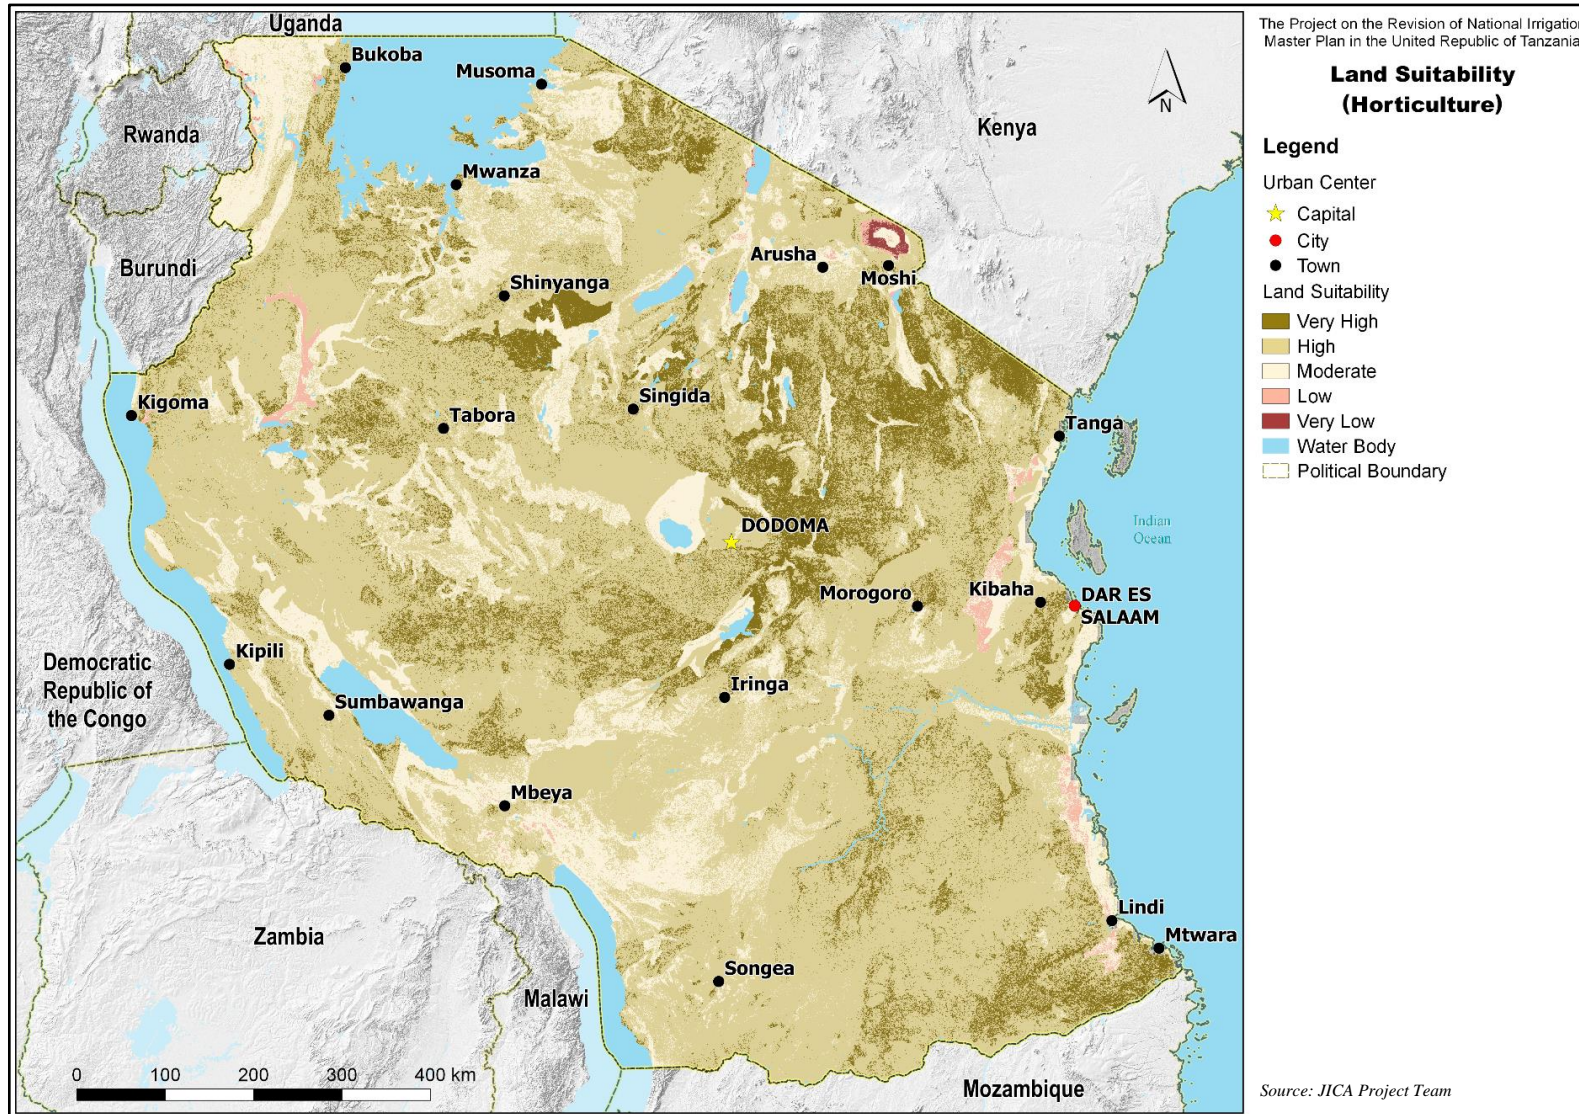 The Project on the Revision of National Irrigation
Master Plan in the United Republic of Tanzania
Land Suitability
(Horticulture)
Legend
Urban Center
Capital
City
Town
Land Suitability
Very High
High
Moderate
Low
Very Low
Water Body
Political Boundary
Uganda
Bukoba
Musoma
Kenya
Rwanda
Mwanza
Burundi
Arusha
Moshi
Shinyanga
Kigoma
Singida
Tabora
Tanga
DODOMA
Indian
Ocean
Morogoro
Kibaha
DAR ES
SALAAM
Democratic
Republic of
the Congo
Kipili
Iringa
Sumbawanga
Mbeya
Lindi
Mtwara
Zambia
Songea
Malawi
Mozambique
N
0 100 200 300 400 km
Source: JICA Project Team